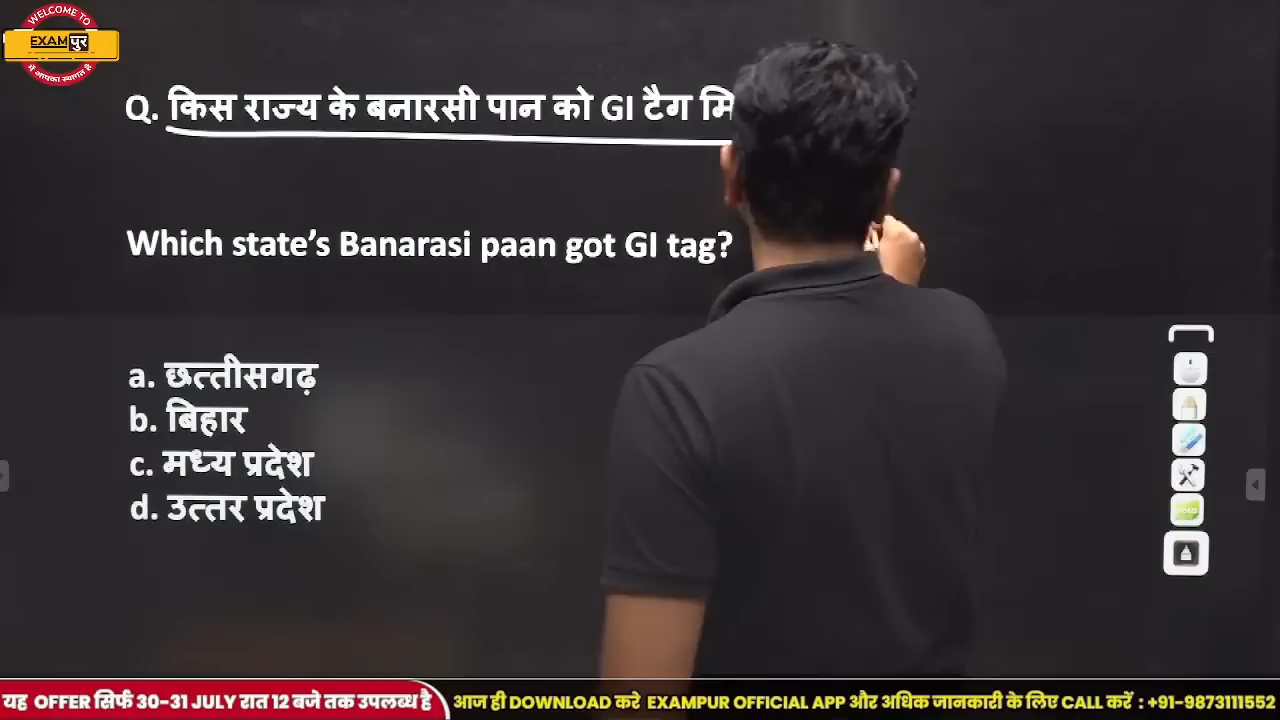 WELCOME TO
EXAMपुर
में आपका स्वागत है
Q. किस राज्य के बनारसी पान को GI टैग
Which state's Banarasi paan got GI tag?
a. छत्तीसगढ़
b. बिहार
c. मध्य प्रदेश
d. उत्तर प्रदेश
यह OFFER सिर्फ 30-31 JULY रात 12 बजे तक उपलब्ध है
आज ही DOWNLOAD करे EXAMPUR OFFICIAL APP और अधिक जानकारी के लिए CALL करें : +91-9873111552